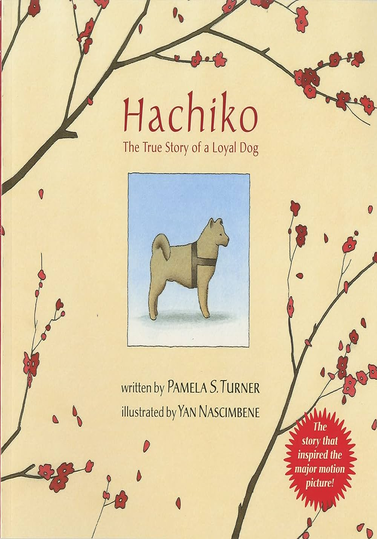 Hachiko
The True Story of a Loyal Dog
written by PAMELA S. TURNER
illustrated by YAN NASCIMBENE
The
story that
inspired the
major motion
picture!